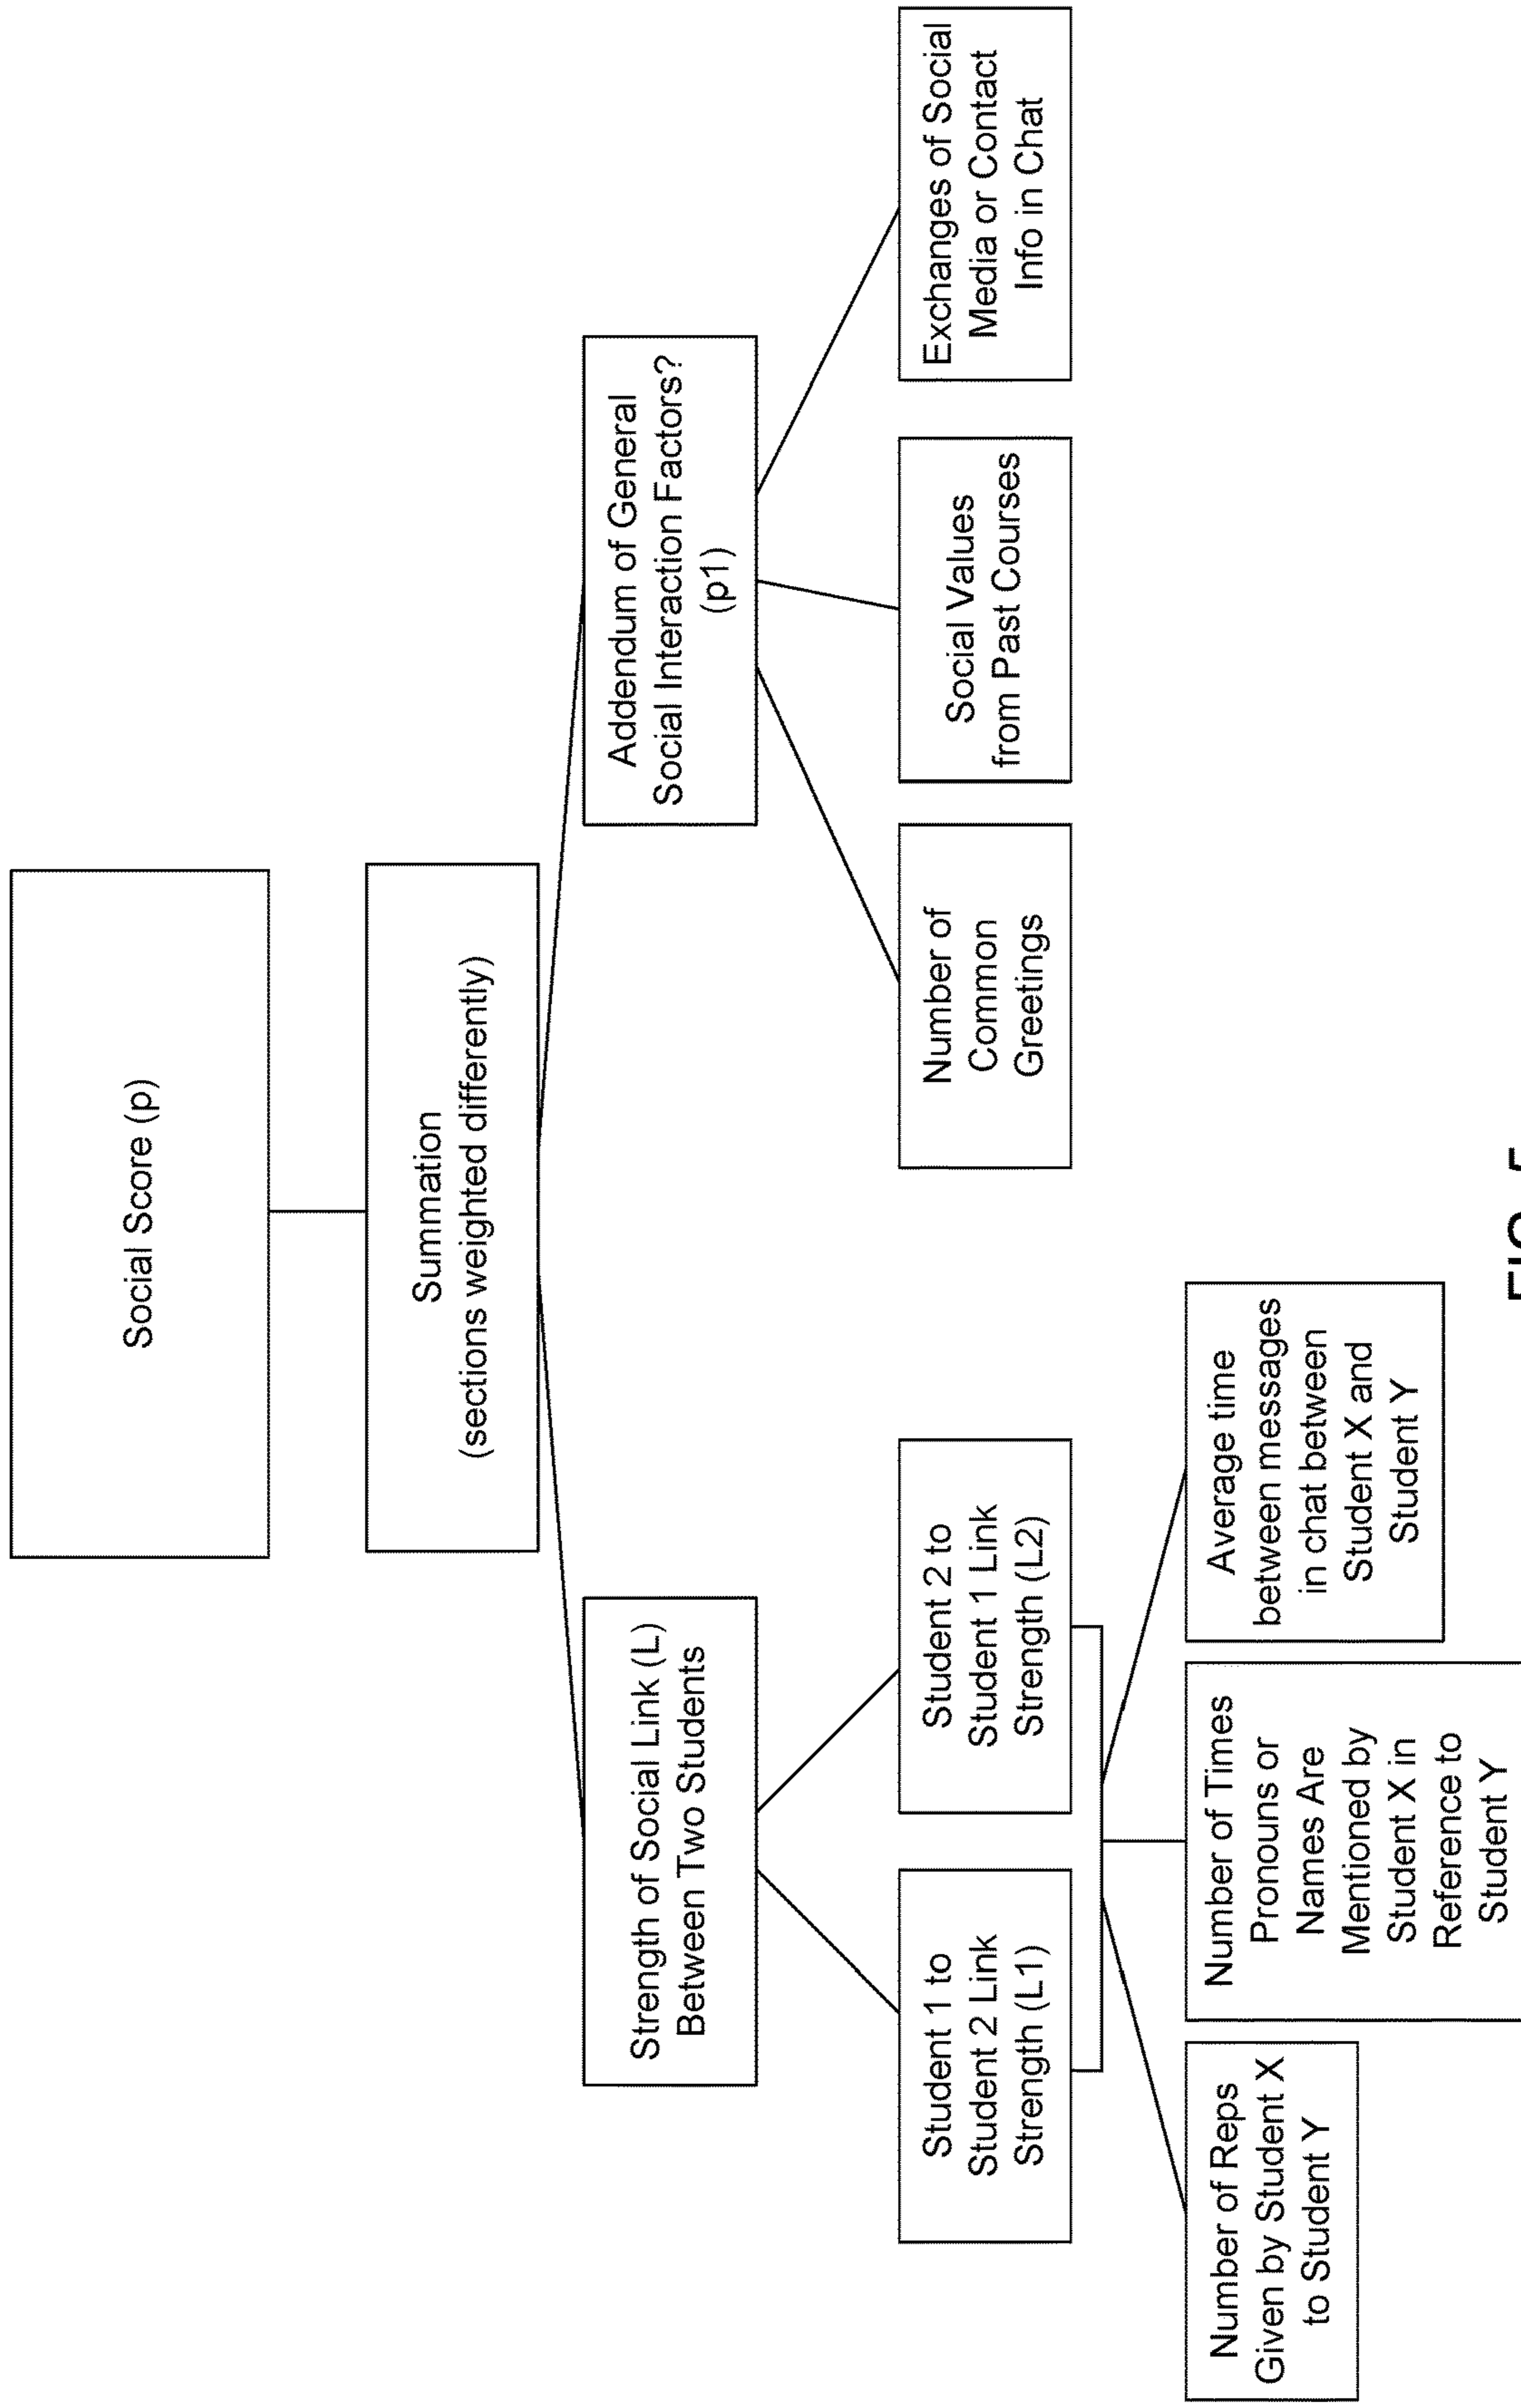 Social Score (p)
Summation
(sections weighted differently)
Strength of Social Link (L)
Between Two Students
Addendum of General
Social Interaction Factors?
(p1)
Student 1 to
Student 2 Link
Strength (L1)
Student 2 to
Student 1 Link
Strength (L2)
Number of
Common
Greetings
Social Values
from Past Courses
Exchanges of Social
Media or Contact
Info in Chat
Number of Reps
Given by Student X
to Student Y
Number of Times
Pronouns or
Names Are
Mentioned by
Student X in
Reference to
Student Y
Average time
between messages
in chat between
Student X and
Student Y
FIG. 5